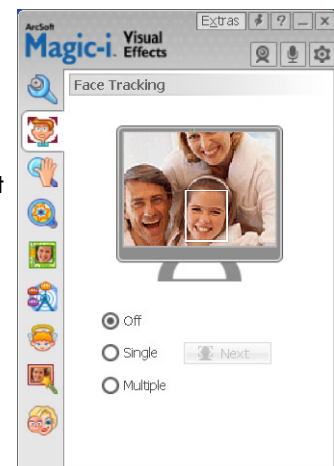 Extras ? _ X
ArcSoft
Magic-i Visual Effects
Face Tracking
t
Off
Single Next
Multiple